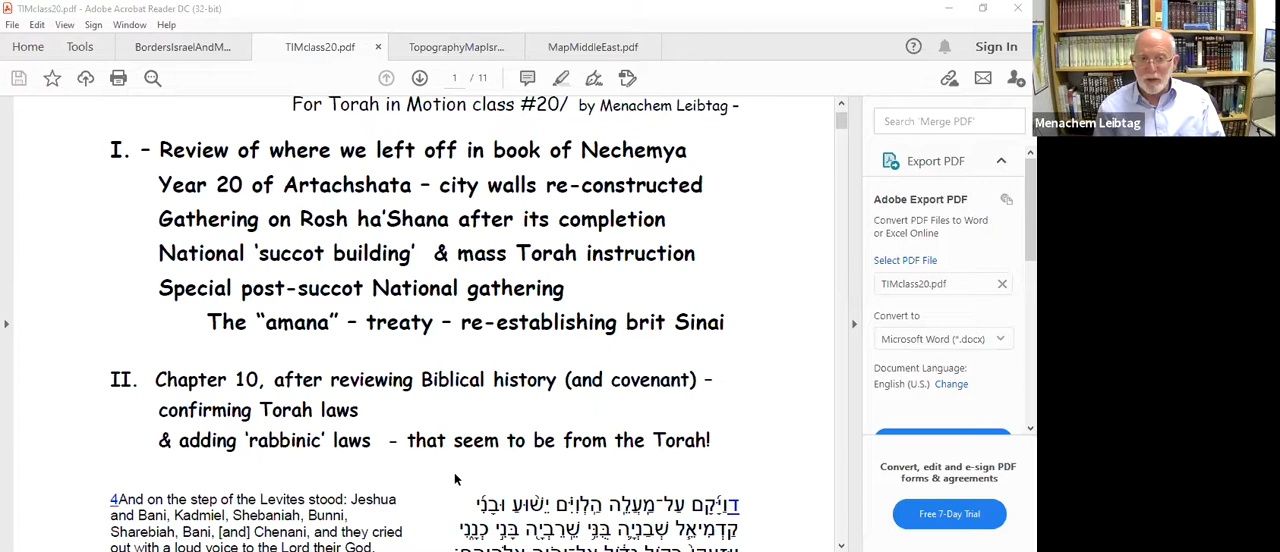 TIMclass20.pdf - Adobe Acrobat Reader DC (32-bit)
File Edit View Sign Window Help
Home Tools BordersIsraelAndM... TIMclass20.pdf × TopographyMapIsr... MapMiddleEast.pdf Sign In
1 / 11
For Torah in Motion class #20/ by Menachem Leibtag –
I. – Review of where we left off in book of Nechemya
Year 20 of Artachshata – city walls re-constructed
Gathering on Rosh ha'Shana after its completion
National 'succot building' & mass Torah instruction
Special post-succot National gathering
The "amana" – treaty – re-establishing brit Sinai
II. Chapter 10, after reviewing Biblical history (and covenant) –
confirming Torah laws
& adding 'rabbinic' laws – that seem to be from the Torah!
4And on the step of the Levites stood: Jeshua
and Bani, Kadmiel, Shebaniah, Bunni,
Sharebiah, Bani, [and] Chenani, and they cried
out with a loud voice to the Lord their God.
דוַיָּ֜קׇם עַל־מַֽעֲלֵ֣ה הַלְוִיִּ֗ם יֵשׁ֨וּעַ וּבָנִ֜י
קַדְמִיאֵ֧ל שְׁבַנְיָ֛ה בֻּנִּ֥י שֵׁרֵֽבְיָ֖ה בָּנִ֣י כְנָ֑נִי
Search 'Merge PDF'
Export PDF
Adobe Export PDF
Convert PDF Files to Word
or Excel Online
Select PDF File
TIMclass20.pdf ×
Convert to
Microsoft Word (*.docx)
Document Language:
English (U.S.) Change
Convert, edit and e-sign PDF
forms & agreements
Free 7-Day Trial
Menachem Leibtag